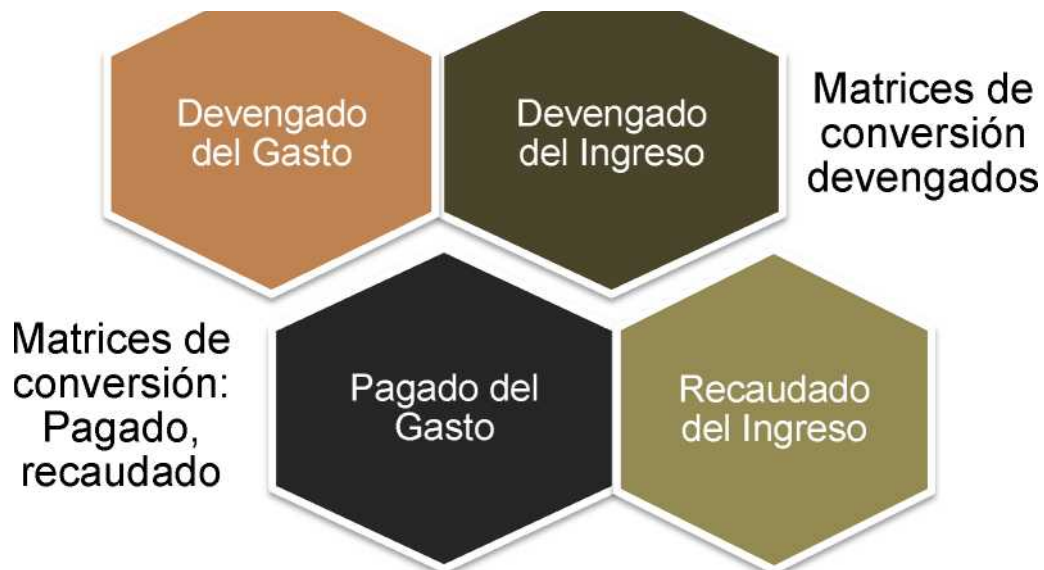 Devengado
del Gasto
Devengado
del Ingreso
Matrices de
conversión
devengados
Matrices de
conversión:
Pagado,
recaudado
Pagado del
Gasto
Recaudado
del Ingreso